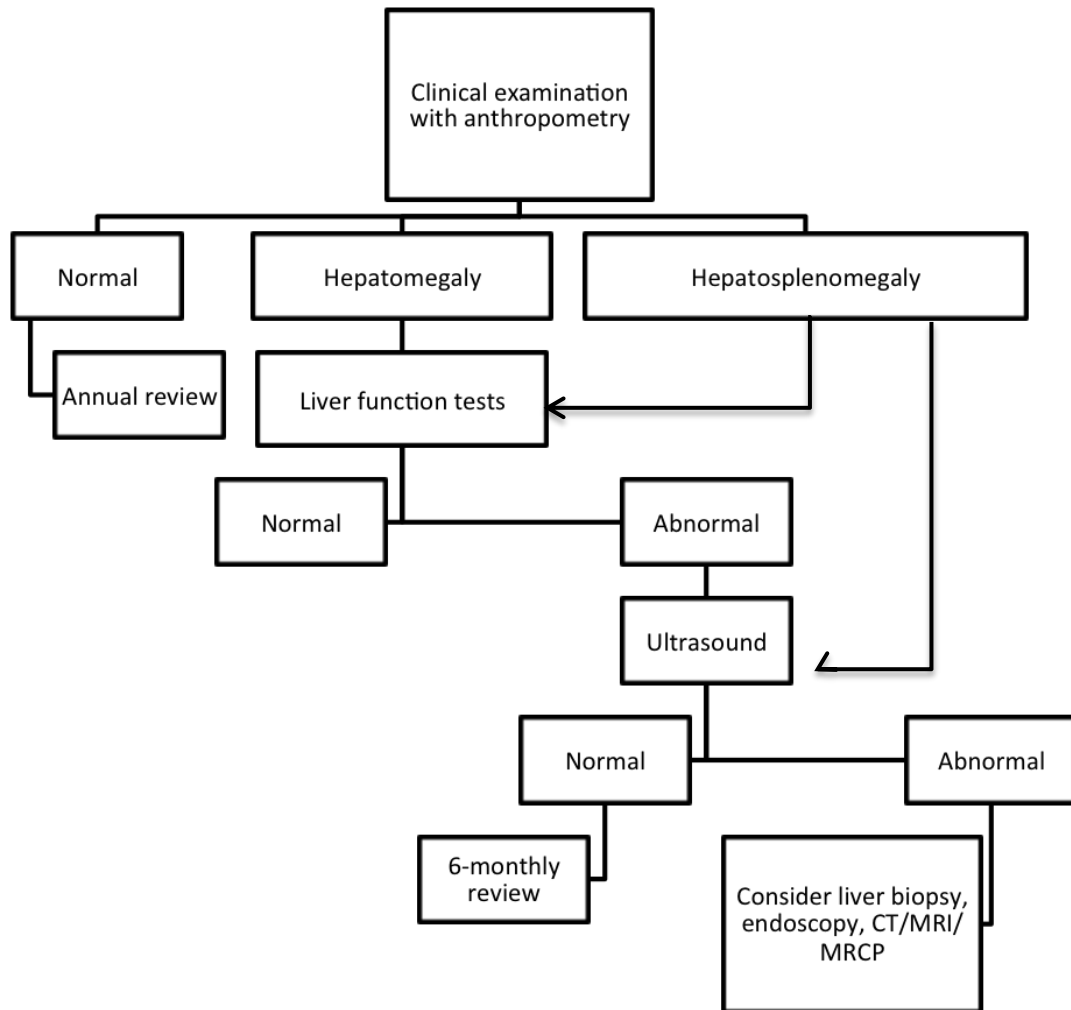 Clinical examination
with anthropometry
Normal
Hepatomegaly
Hepatosplenomegaly
Annual review
Liver function tests
Normal
Abnormal
Ultrasound
Normal
Abnormal
6-monthly
review
Consider liver biopsy,
endoscopy, CT/MRI/
MRCP